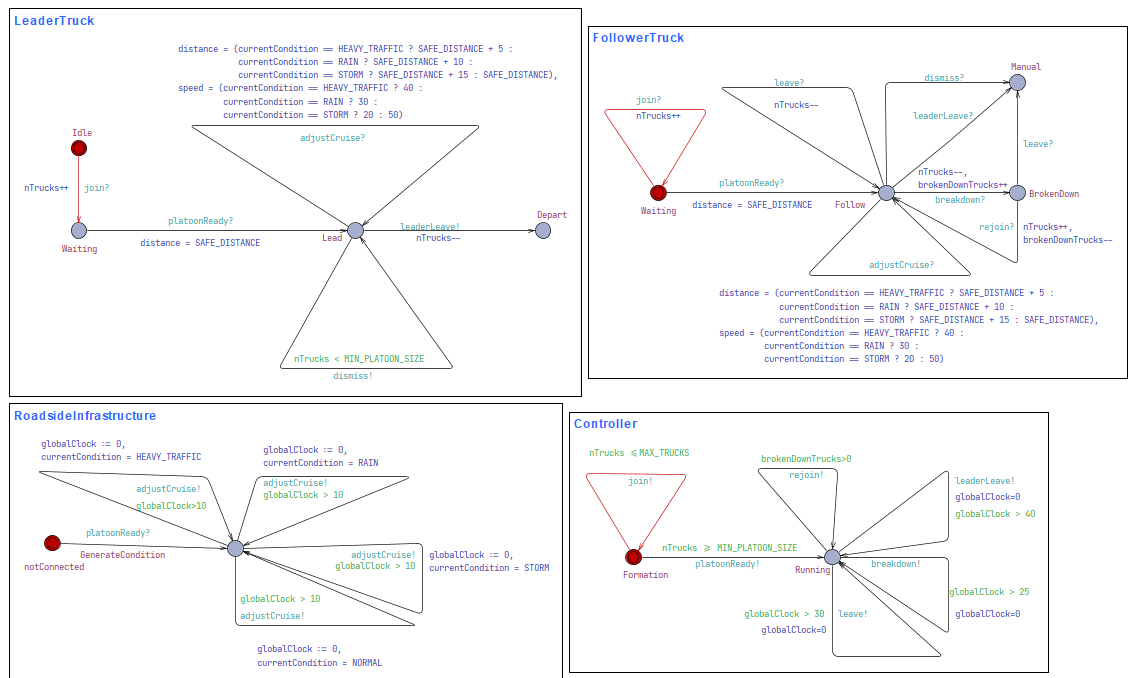 LeaderTruck
distance = (currentCondition == HEAVY_TRAFFIC ? SAFE_DISTANCE + 5 :
currentCondition == RAIN ? SAFE_DISTANCE + 10 :
currentCondition == STORM ? SAFE_DISTANCE + 15 : SAFE_DISTANCE),
speed = (currentCondition == HEAVY_TRAFFIC ? 40 :
currentCondition == RAIN ? 30 :
currentCondition == STORM ? 20 : 50)
adjustCruise?
Idle
nTrucks++
join?
Waiting
platoonReady?
distance = SAFE_DISTANCE
Lead
leaderLeave!
nTrucks--
Depart
nTrucks < MIN_PLATOON_SIZE
dismiss!
FollowerTruck
join?
nTrucks++
Waiting
platoonReady?
distance = SAFE_DISTANCE
leave?
nTrucks--
Follow
dismiss?
Manual
leaderLeave?
leave?
nTrucks--,
brokenDownTrucks++
breakdown?
BrokenDown
rejoin?
nTrucks++,
brokenDownTrucks--
adjustCruise?
distance = (currentCondition == HEAVY_TRAFFIC ? SAFE_DISTANCE + 5 :
currentCondition == RAIN ? SAFE_DISTANCE + 10 :
currentCondition == STORM ? SAFE_DISTANCE + 15 : SAFE_DISTANCE),
speed = (currentCondition == HEAVY_TRAFFIC ? 40 :
currentCondition == RAIN ? 30 :
currentCondition == STORM ? 20 : 50)
RoadsideInfrastructure
globalClock := 0,
currentCondition = HEAVY_TRAFFIC
adjustCruise!
globalClock>10
globalClock := 0,
currentCondition = RAIN
adjustCruise!
globalClock > 10
platoonReady?
GenerateCondition
notConnected
adjustCruise!
globalClock > 10
globalClock := 0,
currentCondition = STORM
globalClock > 10
adjustCruise!
globalClock := 0,
currentCondition = NORMAL
Controller
nTrucks ≤ MAX_TRUCKS
join!
Formation
nTrucks ≥ MIN_PLATOON_SIZE
platoonReady!
brokenDownTrucks>0
rejoin!
Running
leaderLeave!
globalClock=0
globalClock > 40
breakdown!
globalClock > 25
globalClock=0
globalClock > 30
globalClock=0
leave!